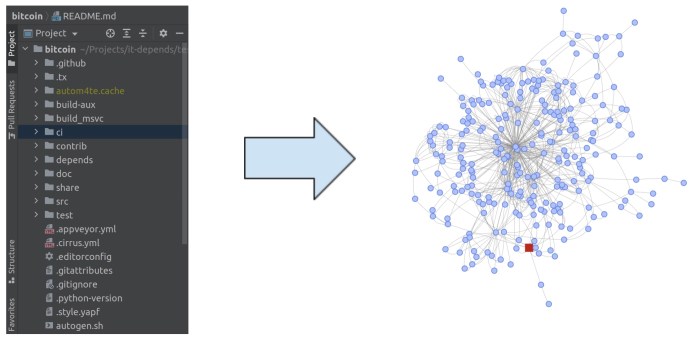 bitcoin README.md
Project
Project
bitcoin ~/Projects/it-depends/te
.github
.tx
autom4te.cache
build-aux
build_msvc
ci
contrib
depends
doc
share
src
test
.appveyor.yml
.cirrus.yml
.editorconfig
.gitattributes
.gitignore
.python-version
.style.yapf
autogen.sh
Pull Requests
Structure
Favorites